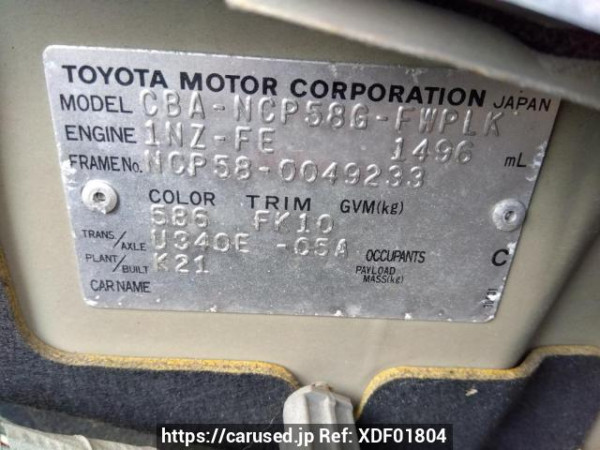 TOYOTA MOTOR CORPORATION JAPAN
MODEL CBA-NCP58G-FWPLK
ENGINE 1NZ-FE 1496 mL
FRAME No. NCP58-0049233
COLOR TRIM GVM(kg)
586 FK10
TRANS./AXLE U340E -05A OCCUPANTS C
PLANT/BUILT K21 PAYLOAD MASS(kg)
CAR NAME
https://carused.jp Ref: XDF01804